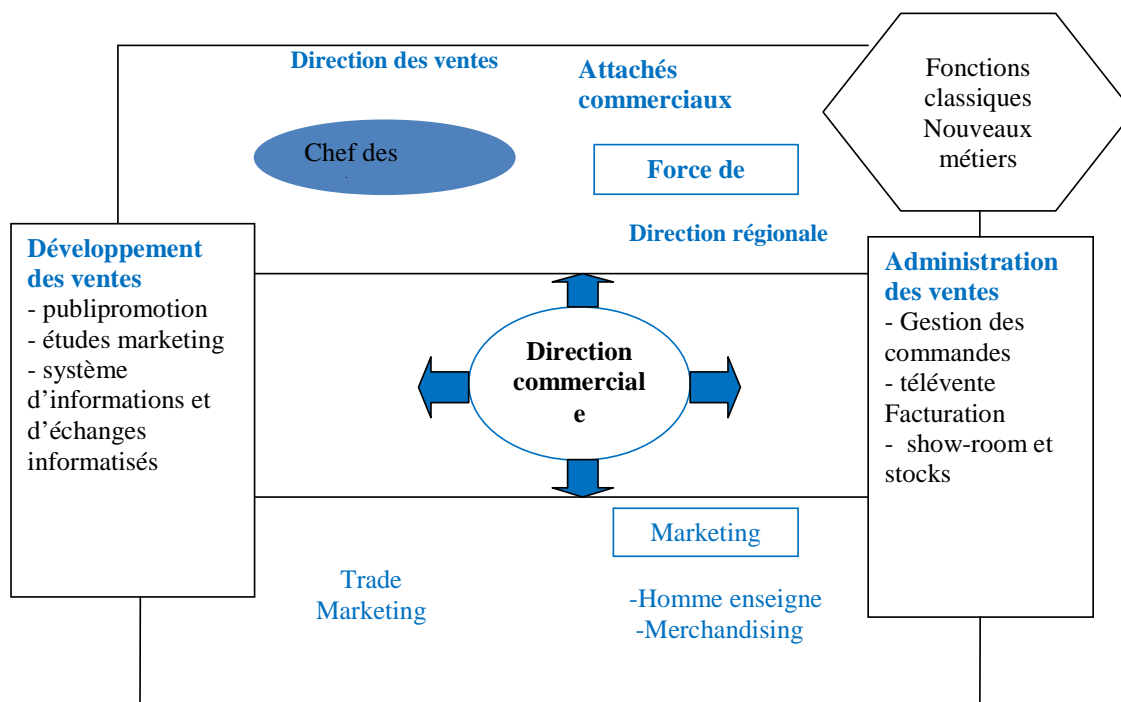 Direction des ventes
Attachés
commerciaux
Fonctions
classiques
Nouveaux
métiers
Chef des
Force de
Direction régionale
Développement
des ventes
- publipromotion
- études marketing
- système
d'informations et
d'échanges
informatisés
Direction
commercial
e
Administration
des ventes
- Gestion des
commandes
- télévente
Facturation
- show-room et
stocks
Marketing
Trade
Marketing
-Homme enseigne
-Merchandising